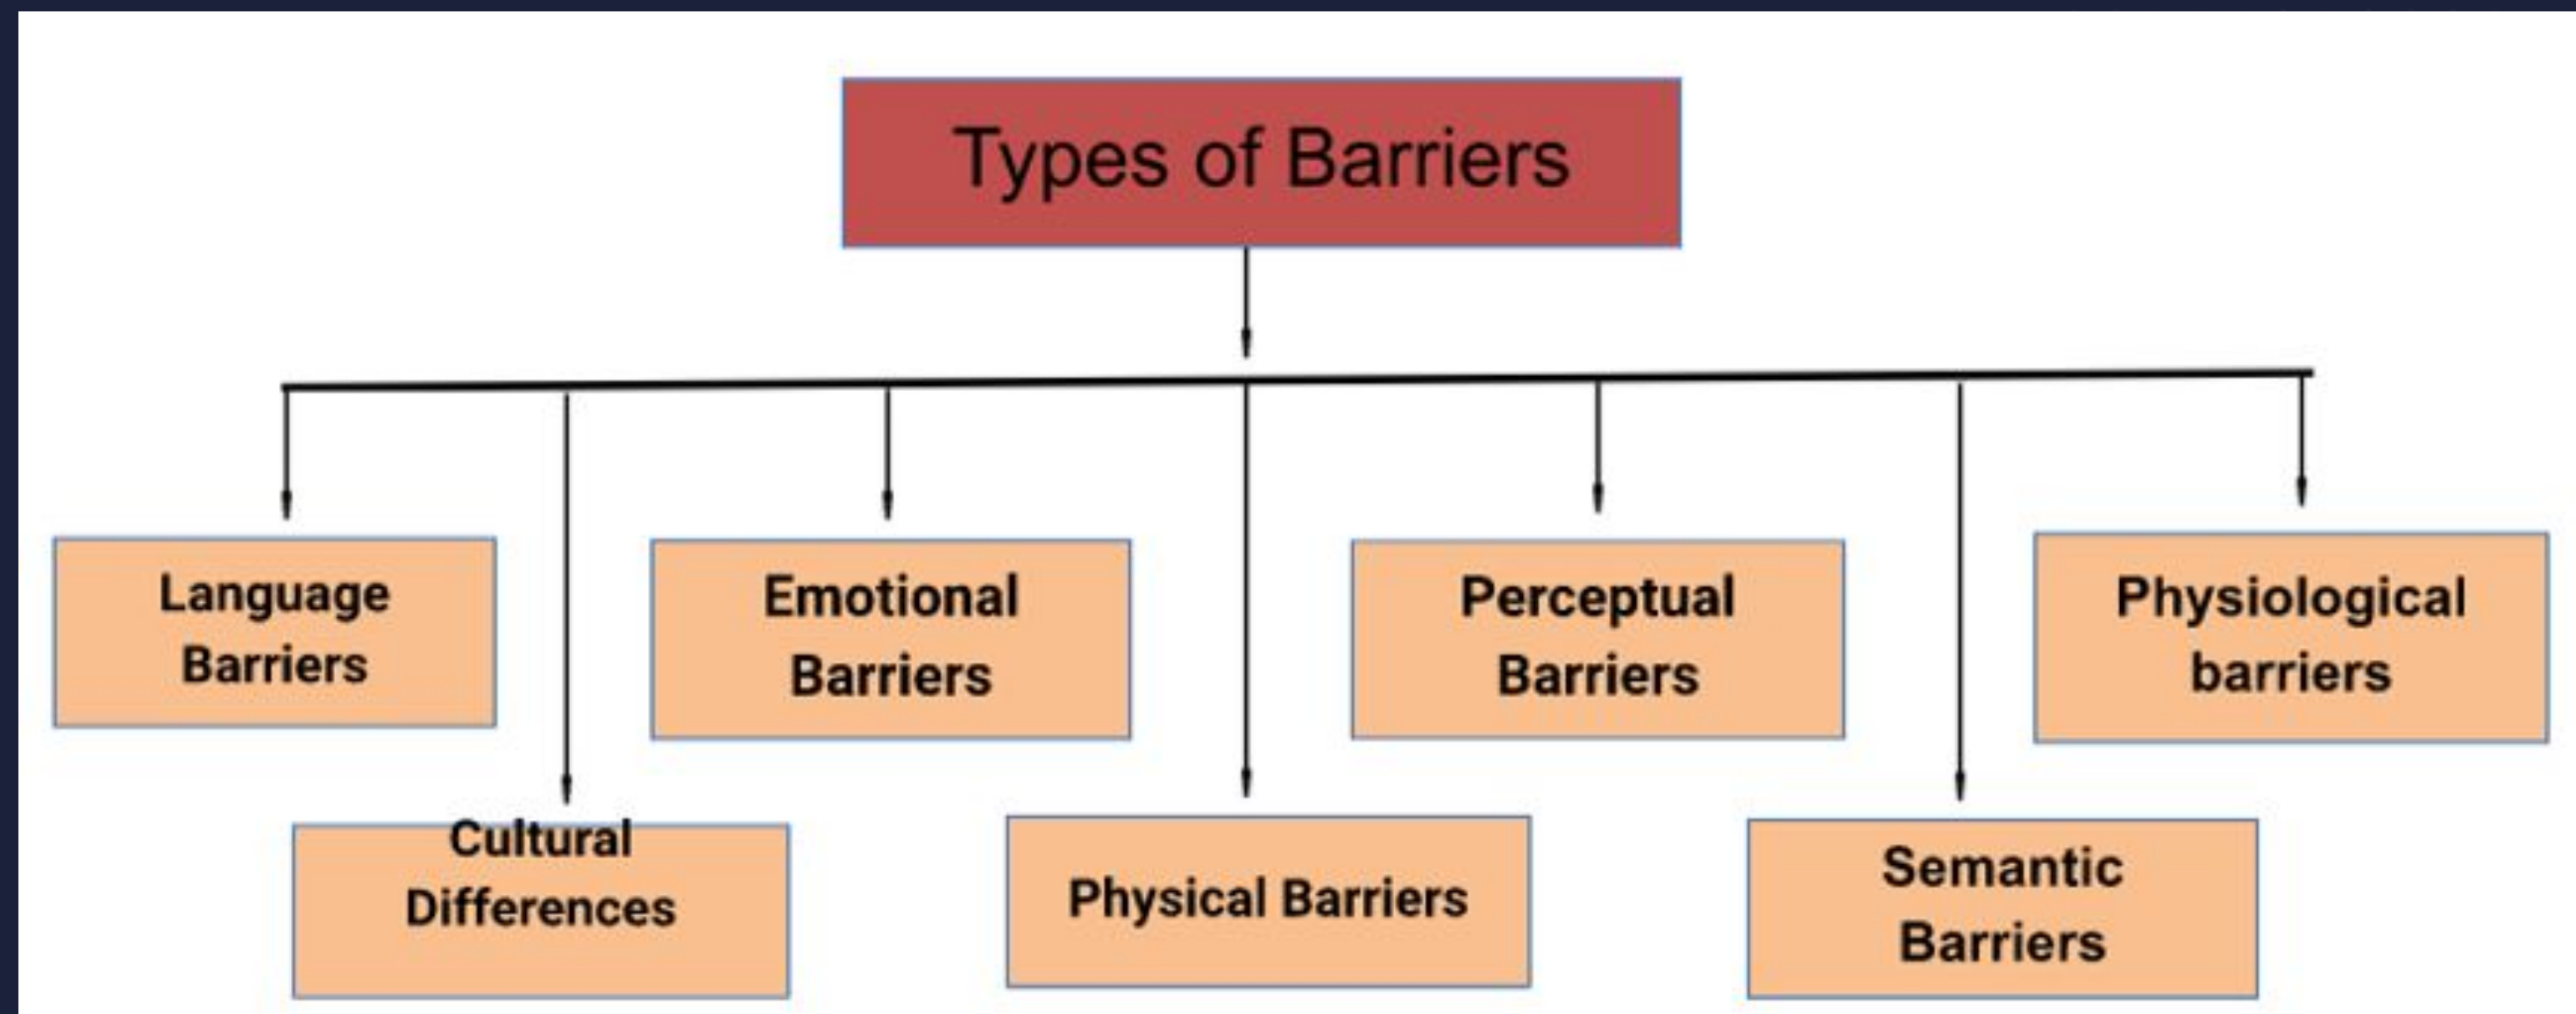 Types of Barriers
Language
Barriers
Emotional
Barriers
Perceptual
Barriers
Physiological
barriers
Cultural
Differences
Physical Barriers
Semantic
Barriers